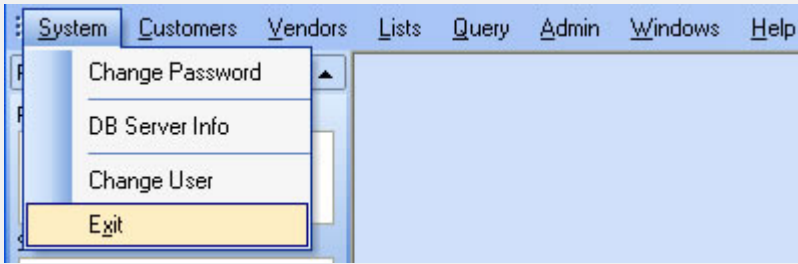 System Customers Vendors Lists Query Admin Windows Help
Change Password
DB Server Info
Change User
Exit